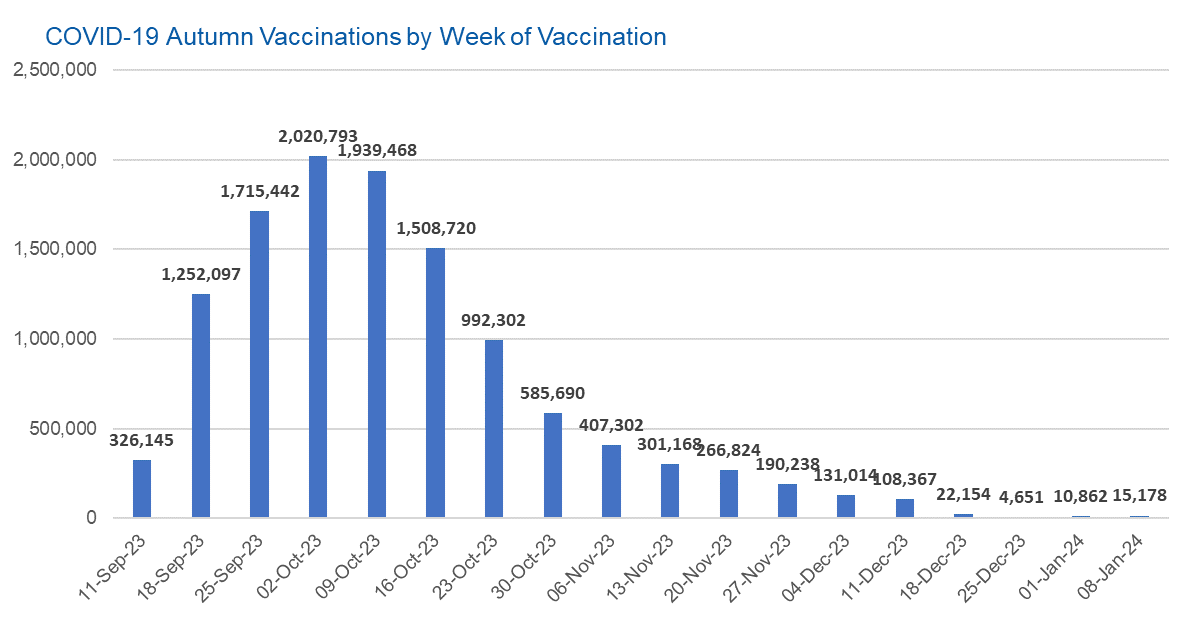 COVID-19 Autumn Vaccinations by Week of Vaccination
2,500,000
2,000,000
1,500,000
1,000,000
500,000
0
326,145
1,252,097
1,715,442
2,020,793
1,939,468
1,508,720
992,302
585,690
407,302
301,168
266,824
190,238
131,014
108,367
22,154
4,651
10,862
15,178
11-Sep-23
18-Sep-23
25-Sep-23
02-Oct-23
09-Oct-23
16-Oct-23
23-Oct-23
30-Oct-23
06-Nov-23
13-Nov-23
20-Nov-23
27-Nov-23
04-Dec-23
11-Dec-23
18-Dec-23
25-Dec-23
01-Jan-24
08-Jan-24